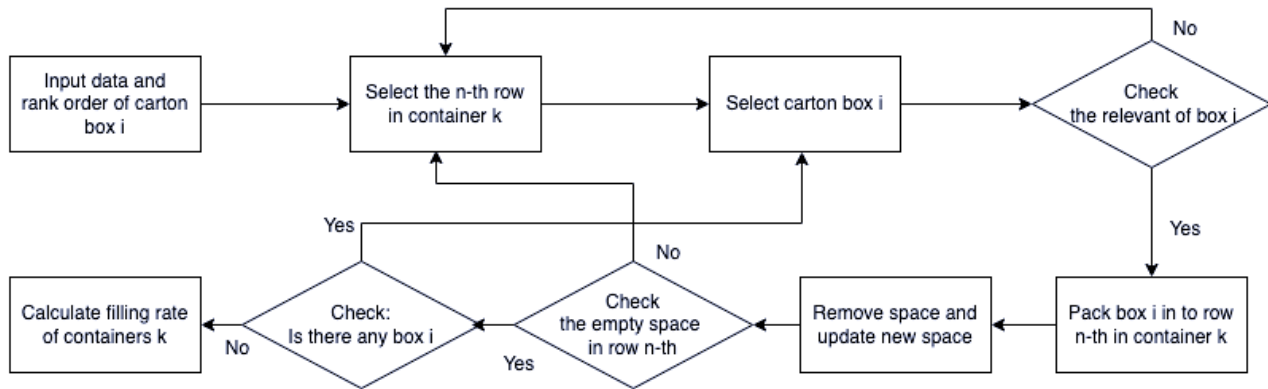 No
Input data and
rank order of carton
box i
Select the n-th row
in container k
Select carton box i
Check
the relevant of box i
Yes
Yes
No
Calculate filling rate
of containers k
No
Check:
Is there any box i
Yes
Check
the empty space
in row n-th
Remove space and
update new space
Pack box i in to row
n-th in container k